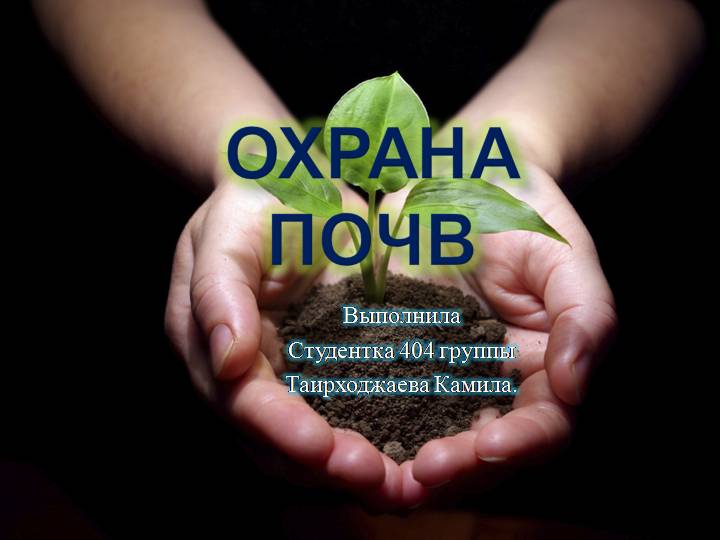 ОХРАНА
ПОЧВ
Выполнила
Студентка 404 группы
Таирходжаева Камила.